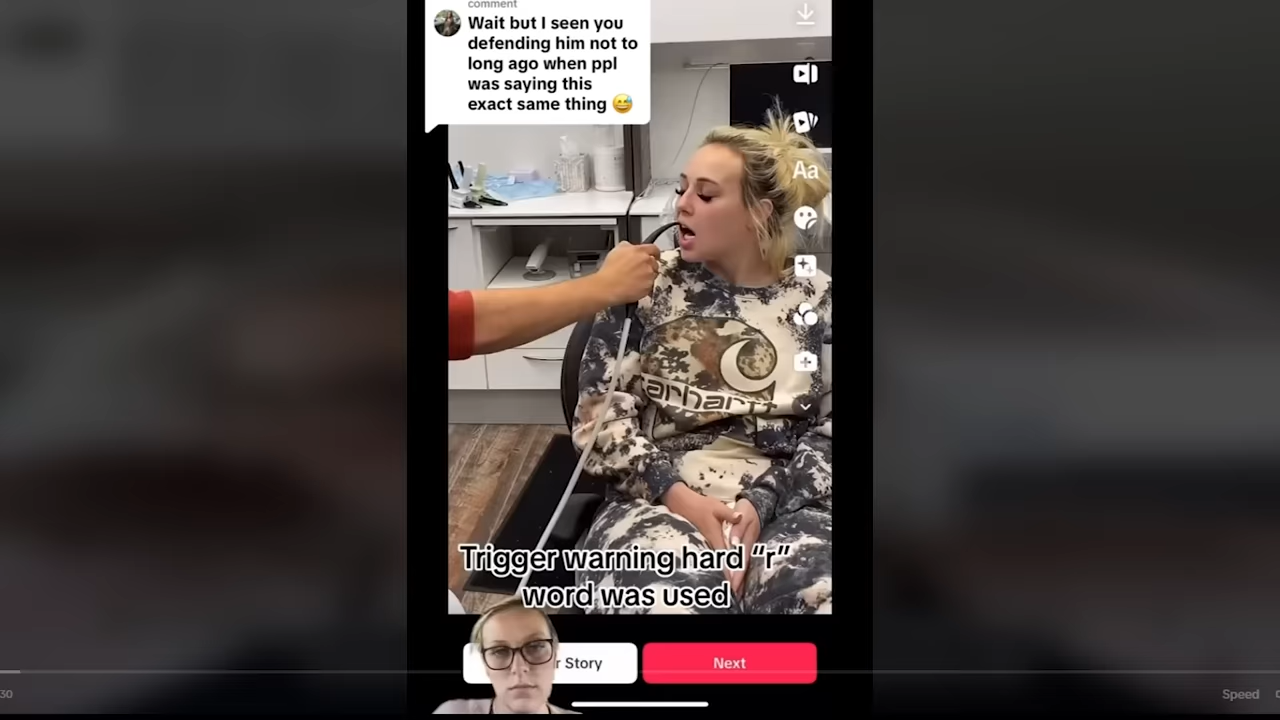 comment
Wait but I seen you
defending him not to
long ago when ppl
was saying this
exact same thing 😅
Aa
carhartt
Trigger warning hard “r”
word was used
r Story
Next
30
Speed